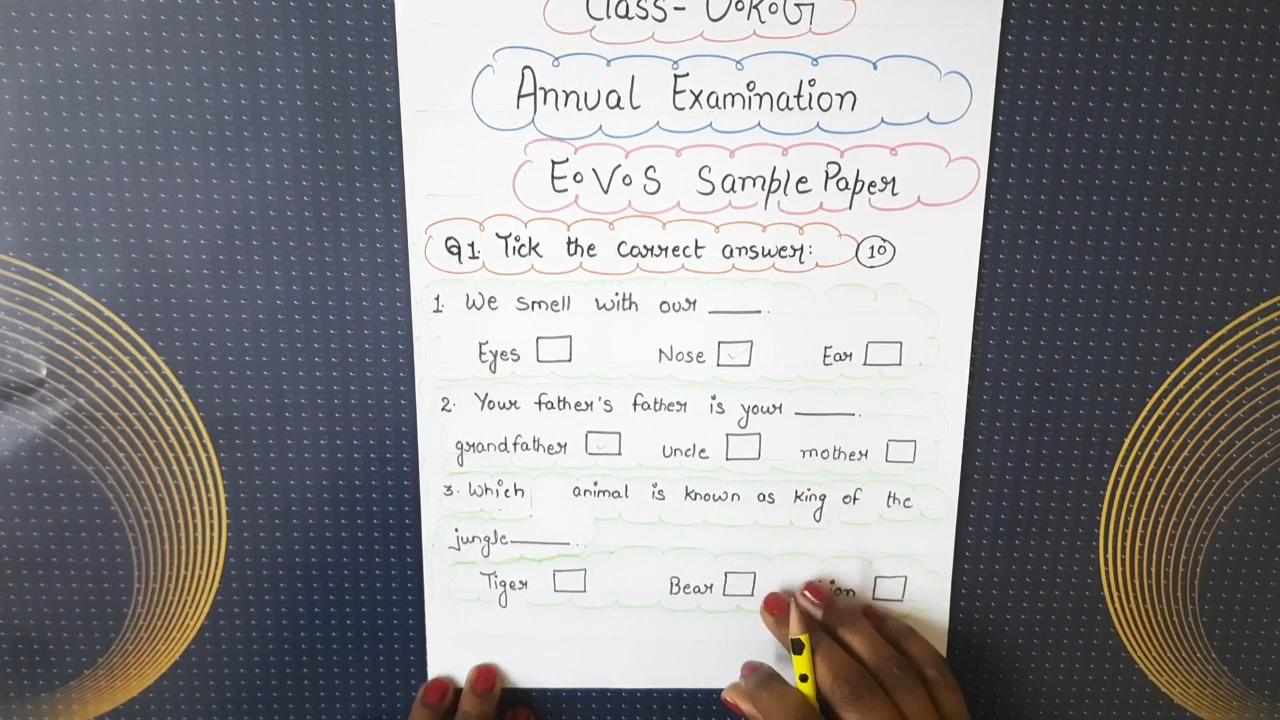 Class- U.K.G
Annual Examination
E.V.S Sample Paper
Q1. Tick the correct answer: 10
1. We smell with our ____.
Eyes Nose Ear
2. Your father's father is your ____.
grandfather uncle mother
3. Which animal is known as king of the
jungle ____.
Tiger Bear